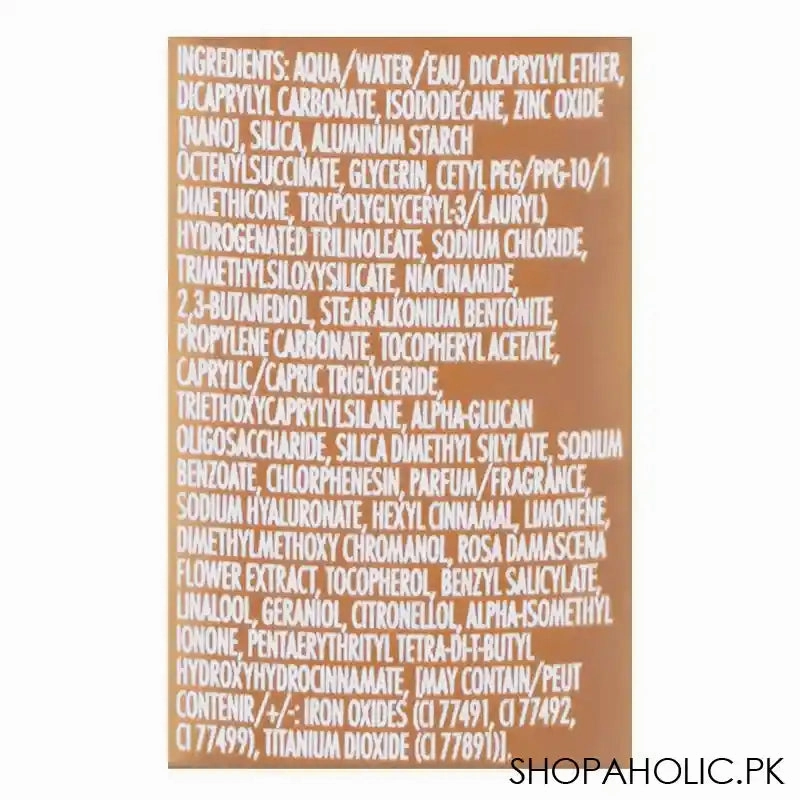 INGREDIENTS: AQUA/WATER/EAU, DICAPRYLYL ETHER,
DICAPRYLYL CARBONATE, ISODODECANE, ZINC OXIDE
[NANO], SILICA, ALUMINUM STARCH
OCTENYLSUCCINATE, GLYCERIN, CETYL PEG/PPG-10/1
DIMETHICONE, TRI(POLYGLYCERYL-3/LAURYL)
HYDROGENATED TRILINOLEATE, SODIUM CHLORIDE,
TRIMETHYLSILOXYSILICATE, NIACINAMIDE,
2,3-BUTANEDIOL, STEARALKONIUM BENTONITE,
PROPYLENE CARBONATE, TOCOPHERYL ACETATE,
CAPRYLIC/CAPRIC TRIGLYCERIDE,
TRIETHOXYCAPRYLYLSILANE, ALPHA-GLUCAN
OLIGOSACCHARIDE, SILICA DIMETHYL SILYLATE, SODIUM
BENZOATE, CHLORPHENESIN, PARFUM/FRAGRANCE,
SODIUM HYALURONATE, HEXYL CINNAMAL, LIMONENE,
DIMETHYLMETHOXY CHROMANOL, ROSA DAMASCENA
FLOWER EXTRACT, TOCOPHEROL, BENZYL SALICYLATE,
LINALOOL, GERANIOL, CITRONELLOL, ALPHA-ISOMETHYL
IONONE, PENTAERYTHRITYL TETRA-DI-T-BUTYL
HYDROXYHYDROCINNAMATE, [MAY CONTAIN/PEUT
CONTENIR/+/-: IRON OXIDES (CI 77491, CI 77492,
CI 77499), TITANIUM DIOXIDE (CI 77891)].
SHOPAHOLIC.PK